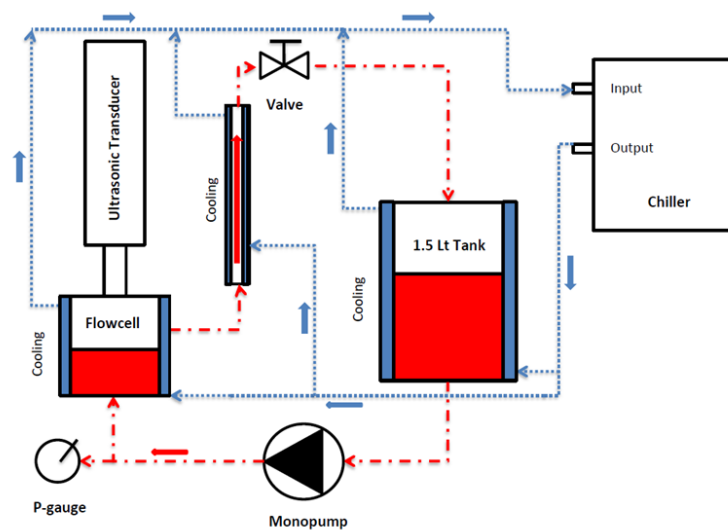 Ultrasonic Transducer
Valve
Input
Output
Chiller
Cooling
1.5 Lt Tank
Cooling
Flowcell
Cooling
P-gauge
Monopump